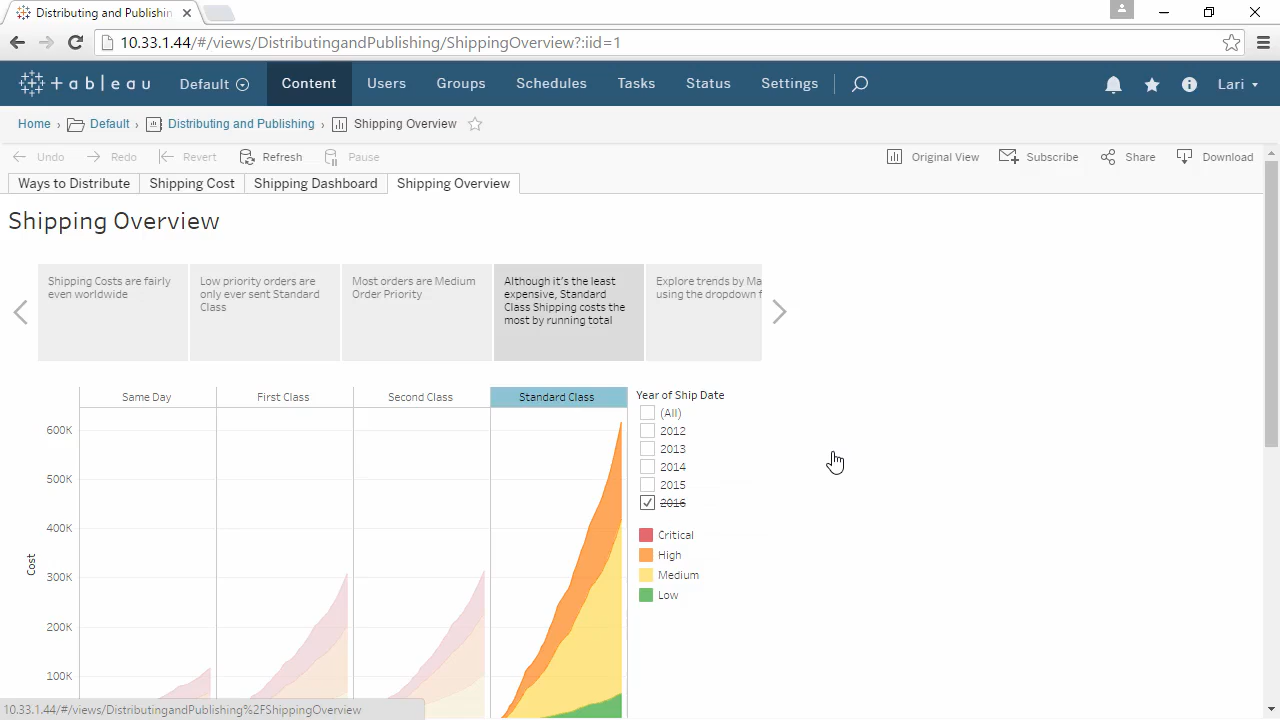 Distributing and Publishin
10.33.1.44/#/views/DistributingandPublishing/ShippingOverview?:iid=1
+ableau Default Content Users Groups Schedules Tasks Status Settings Lari
Home › Default › Distributing and Publishing › Shipping Overview
Undo Redo Revert Refresh Pause Original View Subscribe Share Download
Ways to Distribute Shipping Cost Shipping Dashboard Shipping Overview
Shipping Overview
Shipping Costs are fairly
even worldwide
Low priority orders are
only ever sent Standard
Class
Most orders are Medium
Order Priority
Although it's the least
expensive, Standard
Class Shipping costs the
most by running total
Explore trends by Ma
using the dropdown f
Same Day First Class Second Class Standard Class
Year of Ship Date
(All)
2012
2013
2014
2015
2016
Critical
High
Medium
Low
600K
500K
400K
300K
200K
100K
Cost
10.33.1.44/#/views/DistributingandPublishing%2FShippingOverview